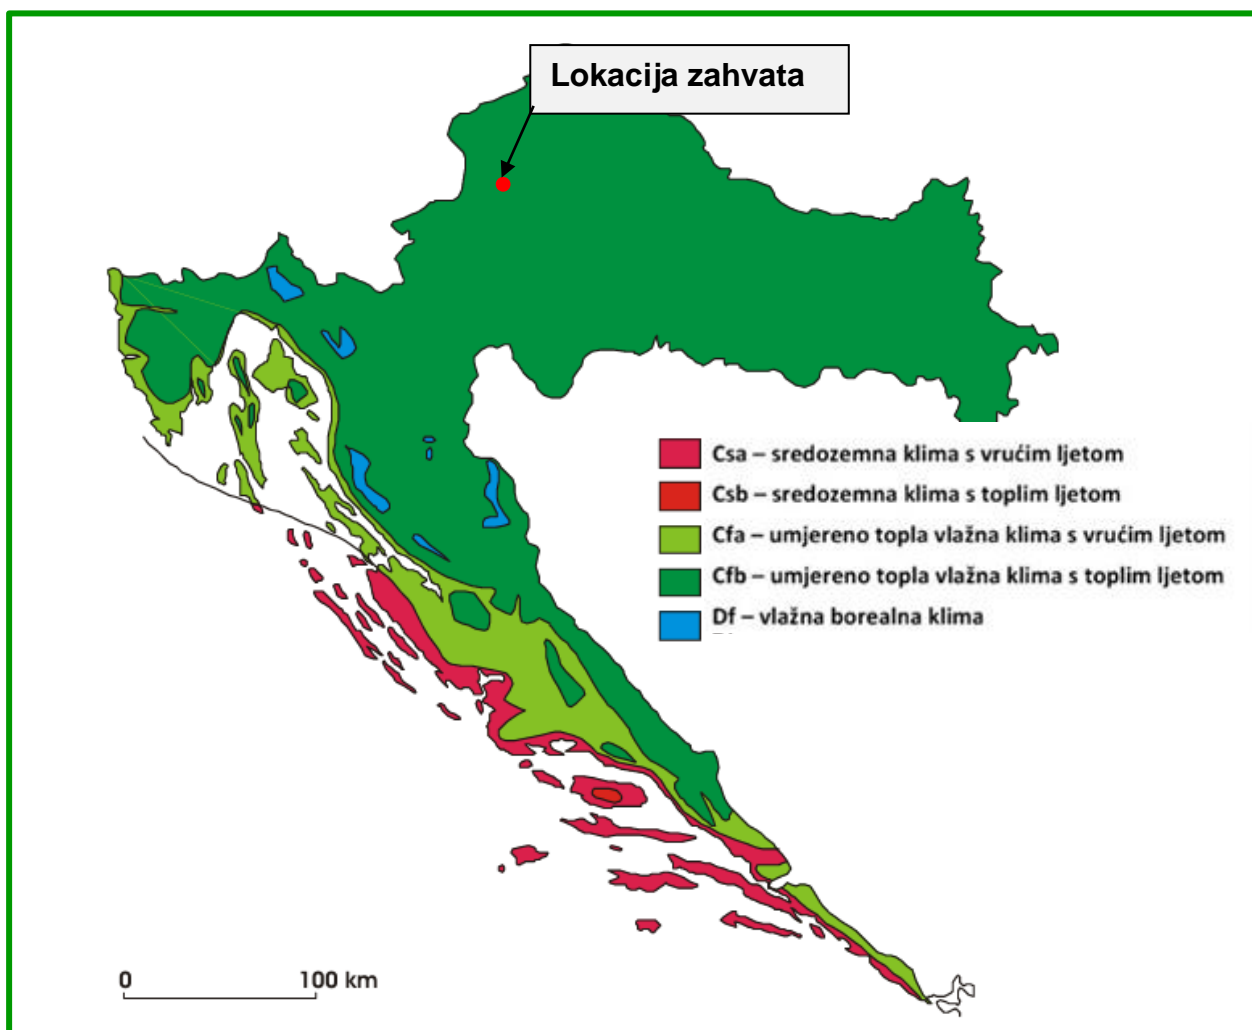 Lokacija zahvata
Csa – sredozemna klima s vrućim ljetom
Csb – sredozemna klima s toplim ljetom
Cfa – umjereno topla vlažna klima s vrućim ljetom
Cfb – umjereno topla vlažna klima s toplim ljetom
Df – vlažna borealna klima
0 100 km